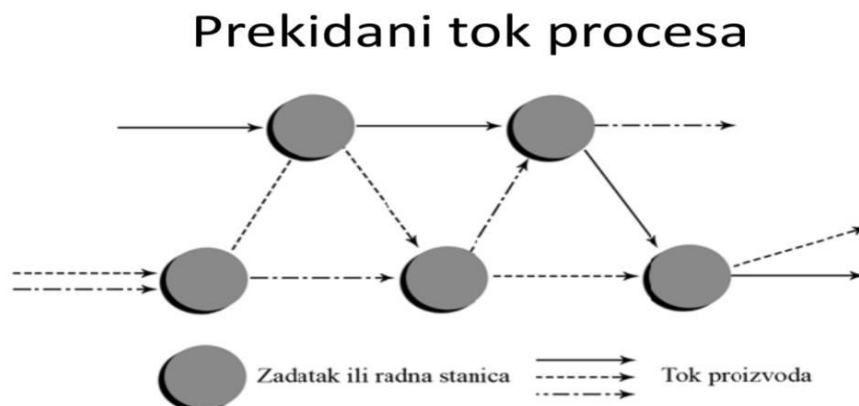 Prekidani tok procesa
Zadatak ili radna stanica
Tok proizvoda